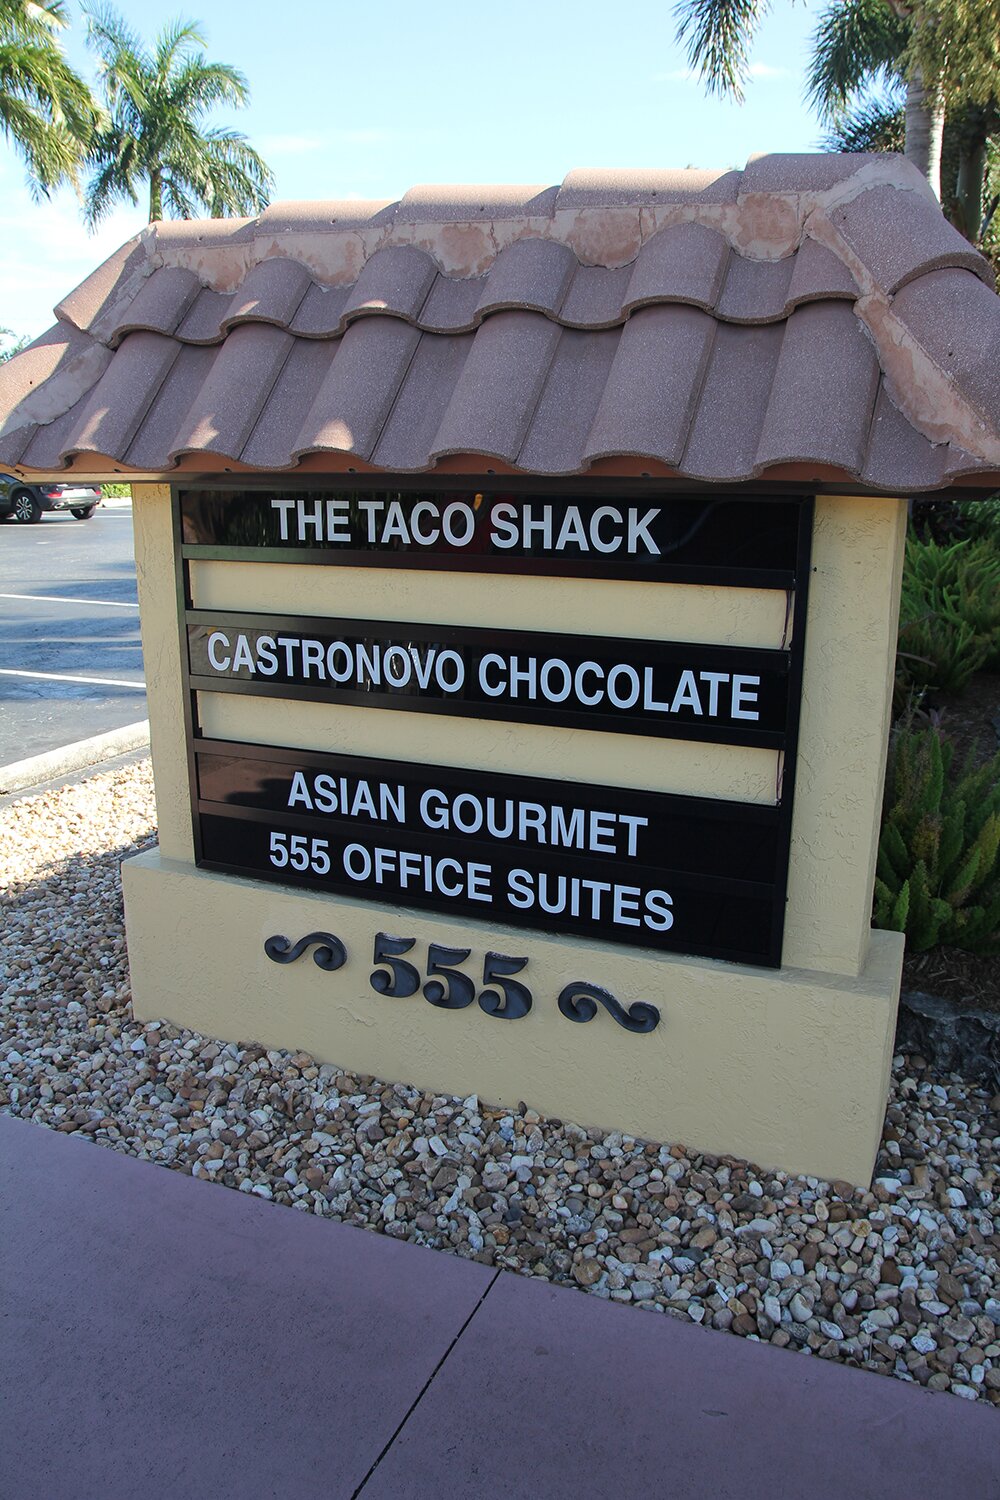 THE TACO SHACK
CASTRONOVO CHOCOLATE
ASIAN GOURMET
555 OFFICE SUITES
555